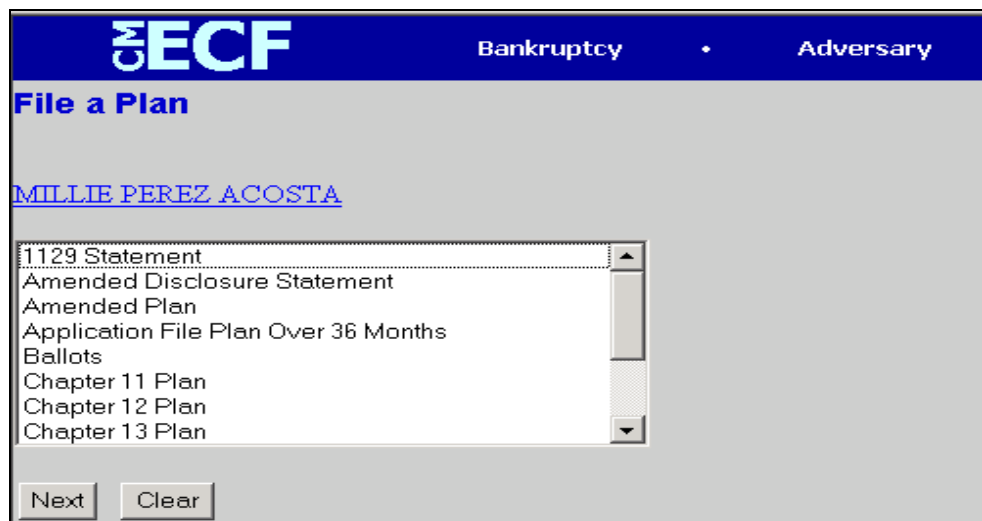 CM ECF Bankruptcy • Adversary
File a Plan
MILLIE PEREZ ACOSTA
1129 Statement
Amended Disclosure Statement
Amended Plan
Application File Plan Over 36 Months
Ballots
Chapter 11 Plan
Chapter 12 Plan
Chapter 13 Plan
Next Clear